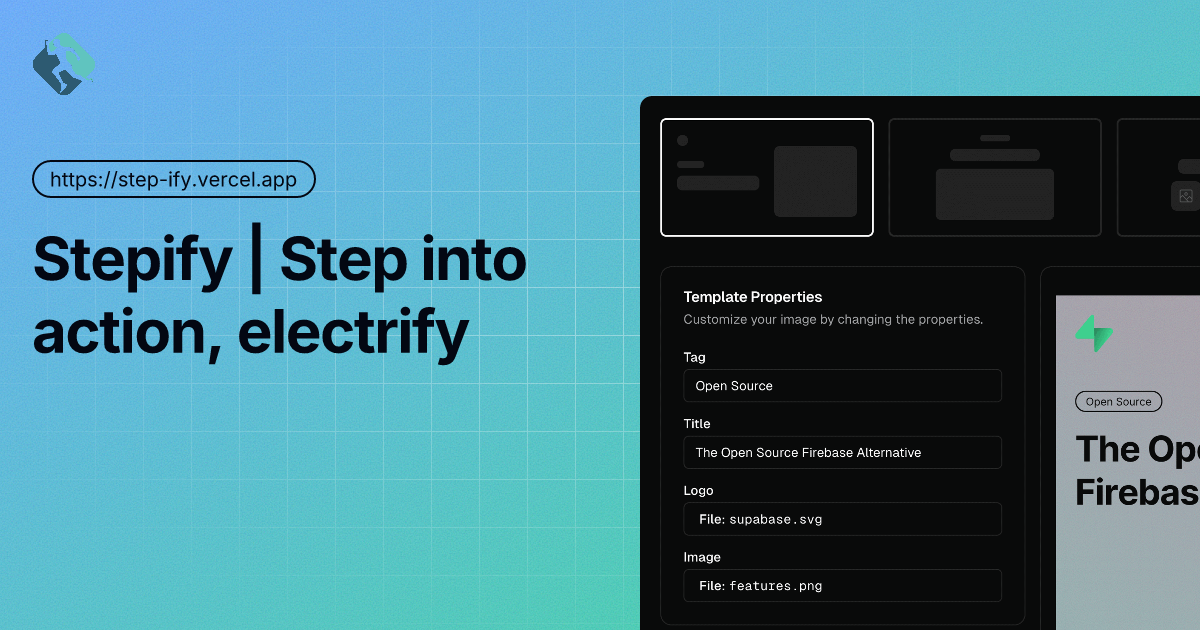 https://step-ify.vercel.app
Stepify | Step into
action, electrify
Template Properties
Customize your image by changing the properties.
Tag
Open Source
Title
The Open Source Firebase Alternative
Logo
File: supabase.svg
Image
File: features.png
Open Source
The Op
Firebas